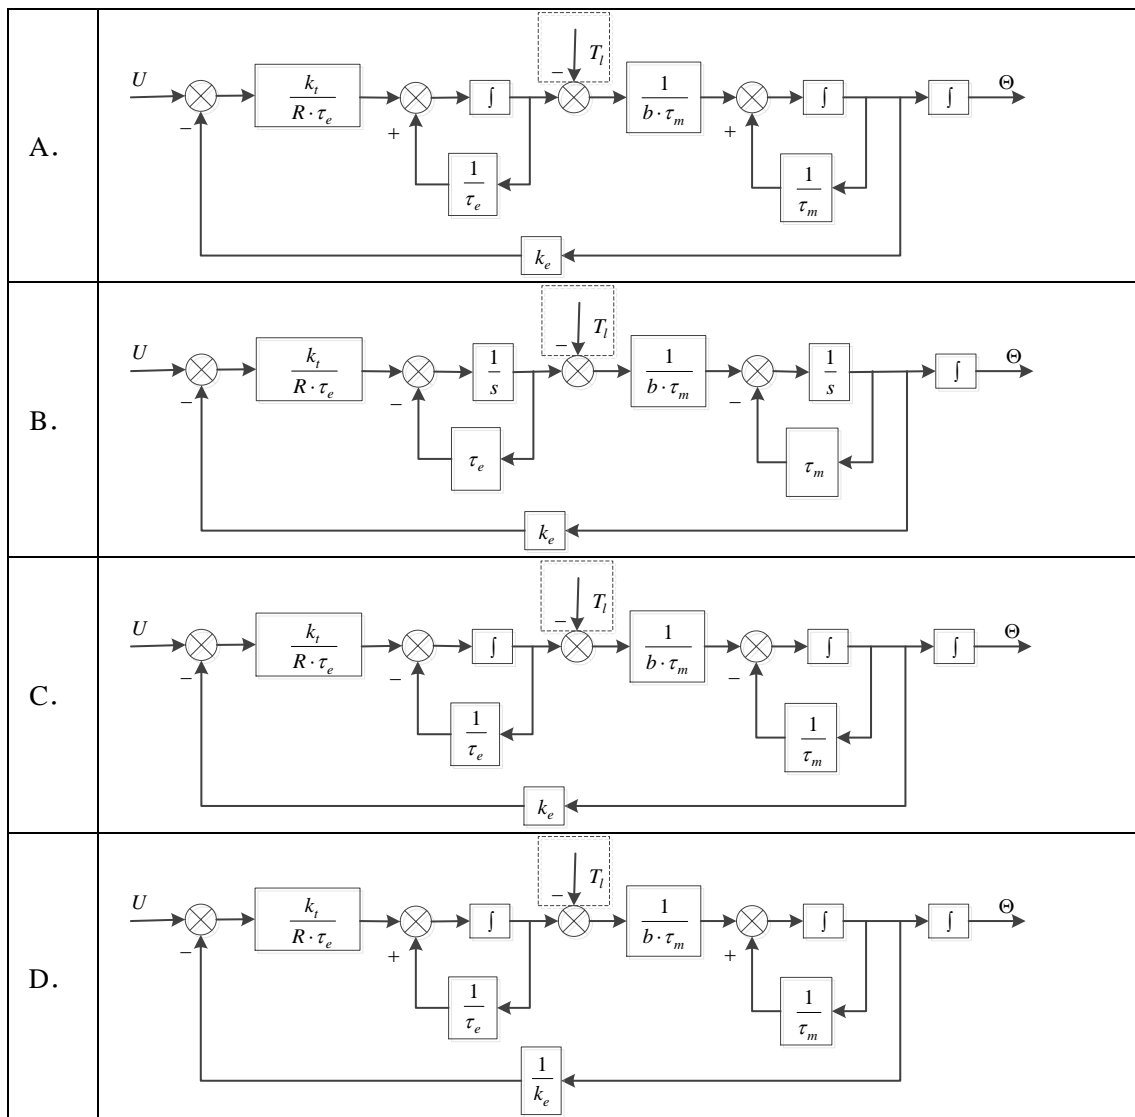 T_l
−
U
k_t / (R · τ_e)
∫
1 / (b · τ_m)
∫
∫
Θ
−
+
+
A.
1 / τ_e
1 / τ_m
k_e
T_l
−
U
k_t / (R · τ_e)
1 / s
1 / (b · τ_m)
1 / s
∫
Θ
−
−
−
B.
τ_e
τ_m
k_e
T_l
−
U
k_t / (R · τ_e)
∫
1 / (b · τ_m)
∫
∫
Θ
−
−
−
C.
1 / τ_e
1 / τ_m
k_e
T_l
−
U
k_t / (R · τ_e)
∫
1 / (b · τ_m)
∫
∫
Θ
−
+
+
D.
1 / τ_e
1 / τ_m
1 / k_e